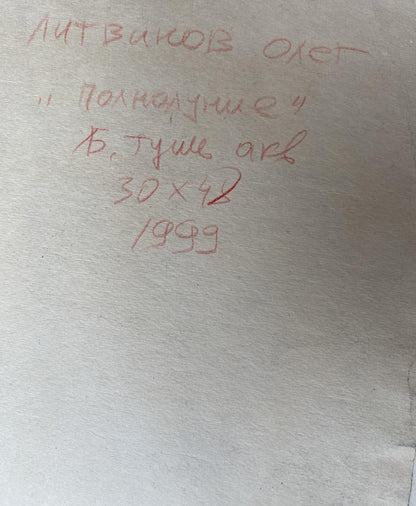 Литвинов Олег
"Полнолуние"
Б. тушь акв
30 x 48
1999